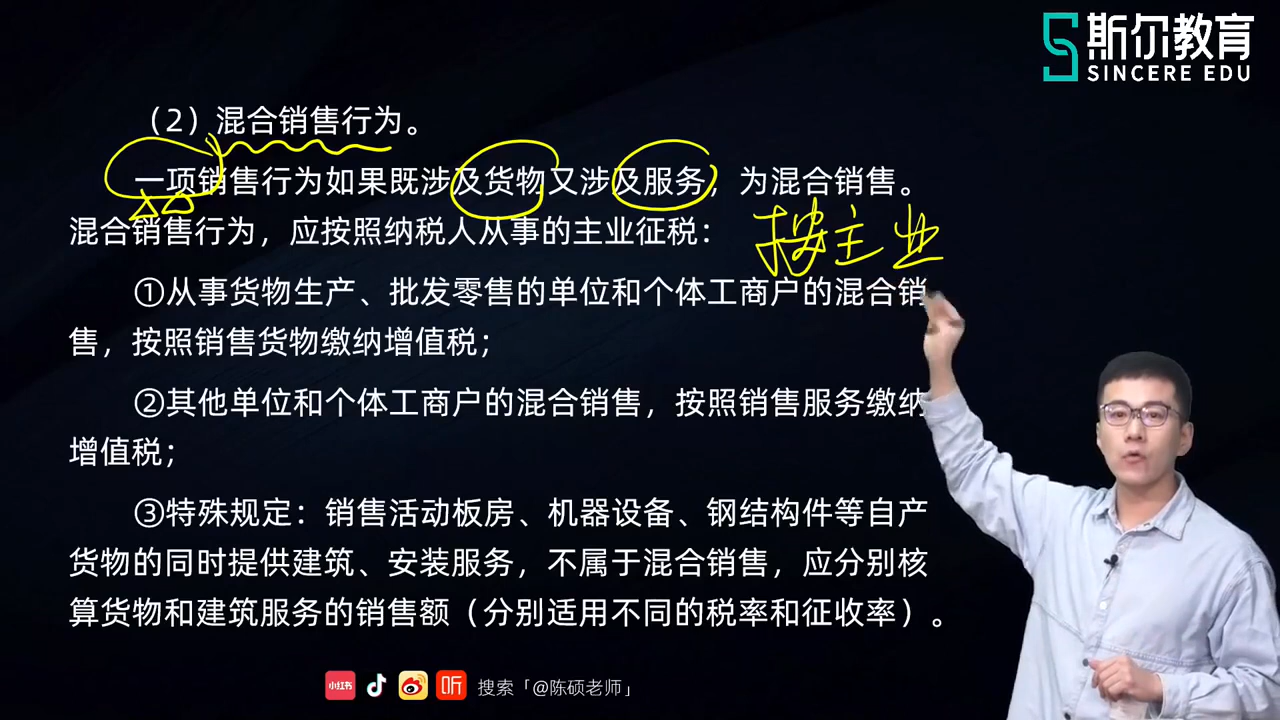 斯尔教育
SINCERE EDU
（2）混合销售行为。
一项销售行为如果既涉及货物又涉及服务，为混合销售。
混合销售行为，应按照纳税人从事的主业征税：
按主业
①从事货物生产、批发零售的单位和个体工商户的混合销
售，按照销售货物缴纳增值税；
②其他单位和个体工商户的混合销售，按照销售服务缴纳
增值税；
③特殊规定：销售活动板房、机器设备、钢结构件等自产
货物的同时提供建筑、安装服务，不属于混合销售，应分别核
算货物和建筑服务的销售额（分别适用不同的税率和征收率）。
小红书
听
搜索「@陈硕老师」